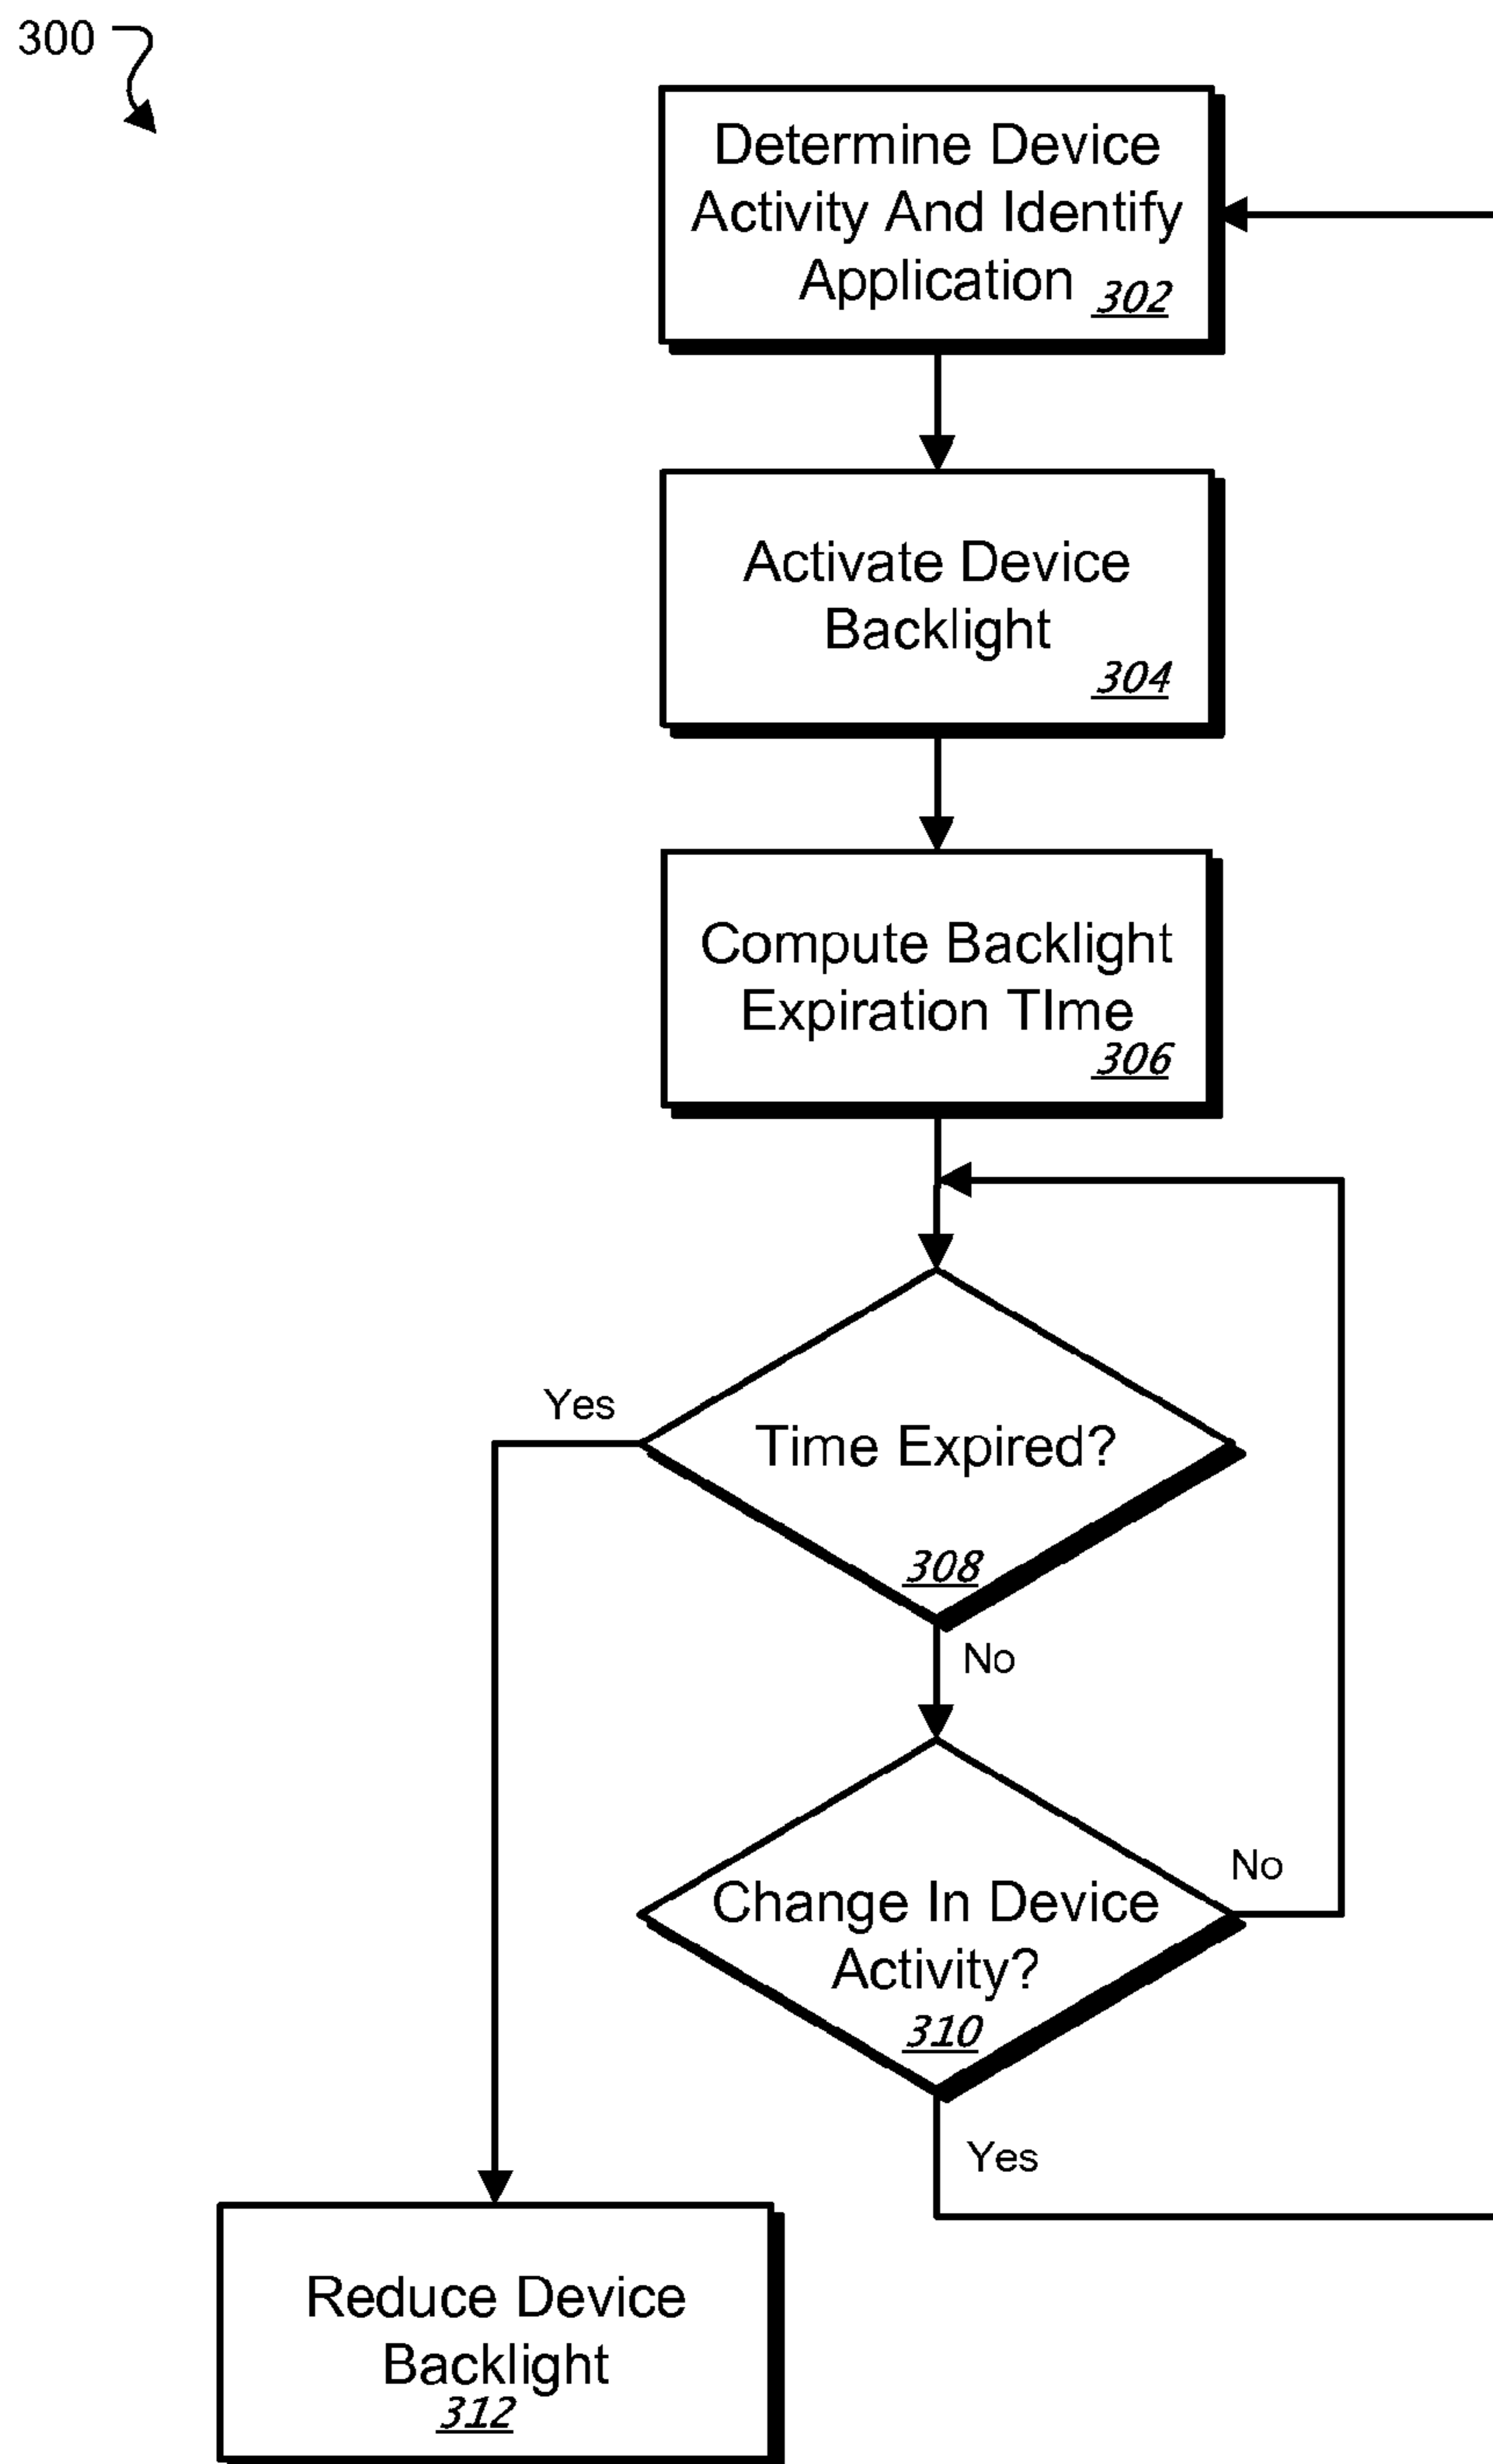 300
Determine Device
Activity And Identify
Application 302
Activate Device
Backlight
304
Compute Backlight
Expiration TIme
306
Yes
Time Expired?
308
No
No
Change In Device
Activity?
310
Yes
Reduce Device
Backlight
312